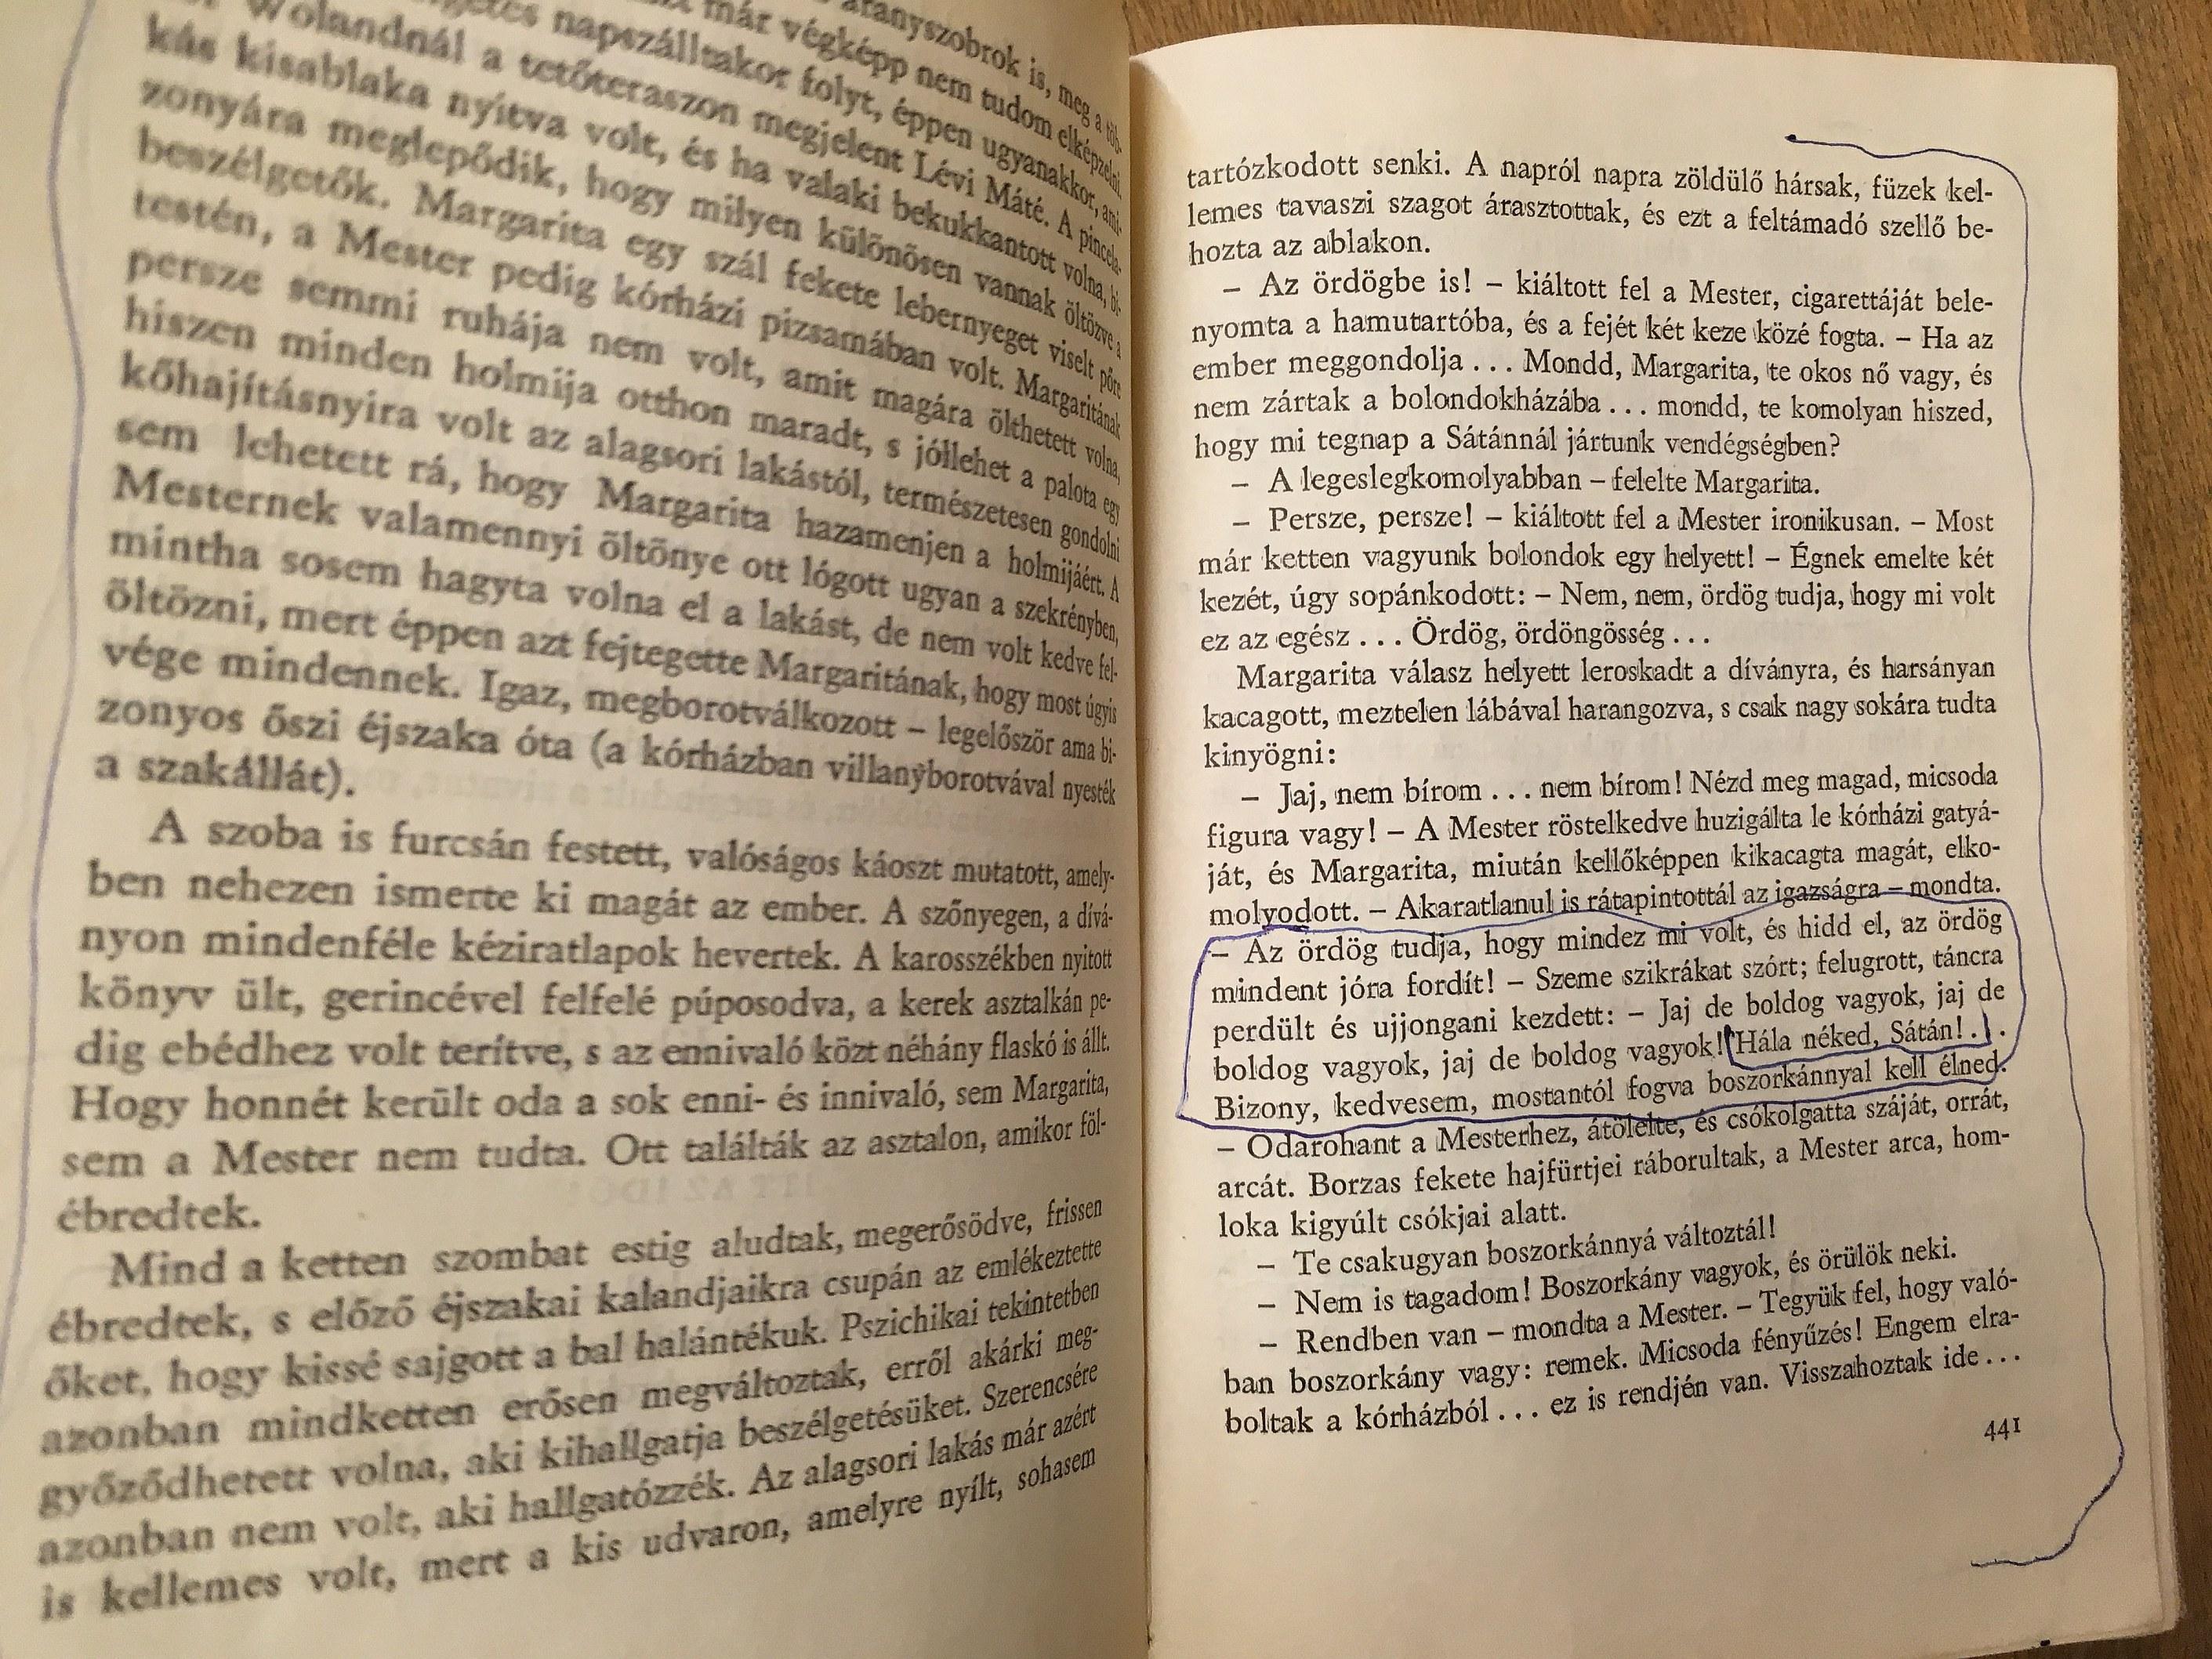 aranyszobrok is, meg a töb-
már végképp nem tudom elképzelni.
napszálltakor folyt, éppen ugyanakkor, ami-
Wolandnál a tetőteraszon megjelent Lévi Máté. A pincela-
kás kisablaka nyitva volt, és ha valaki bekukkantott volna, bi-
zonyára meglepődik, hogy milyen különösen vannak öltözve a
beszélgetők. Margarita egy szál fekete lebernyeget viselt pőre
testén, a Mester pedig kórházi pizsamában volt. Margaritának
persze semmi ruhája nem volt, amit magára ölthetett volna,
hiszen minden holmija otthon maradt, s jóllehet a palota egy
kőhajításnyira volt az alagsori lakástól, természetesen gondolni
sem lehetett rá, hogy Margarita hazamenjen a holmijáért. A
Mesternek valamennyi öltönye ott lógott ugyan a szekrényben,
mintha sosem hagyta volna el a lakást, de nem volt kedve fel-
öltözni, mert éppen azt fejtegette Margaritának, hogy most úgyis
vége mindennek. Igaz, megborotválkozott – legelőször ama bi-
zonyos őszi éjszaka óta (a kórházban villanyborotvával nyesték
a szakállát).
A szoba is furcsán festett, valóságos káoszt mutatott, amely-
ben nehezen ismerte ki magát az ember. A szőnyegen, a dívá-
nyon mindenféle kéziratlapok hevertek. A karosszékben nyitott
könyv ült, gerincével felfelé púposodva, a kerek asztalkán pe-
dig ebédhez volt terítve, s az ennivaló közt néhány flaskó is állt.
Hogy honnét került oda a sok enni- és innivaló, sem Margarita,
sem a Mester nem tudta. Ott találták az asztalon, amikor föl-
ébredtek.
Mind a ketten szombat estig aludtak, megerősödve, frissen
ébredtek, s előző éjszakai kalandjaikra csupán az emlékeztette
őket, hogy kissé sajgott a bal halántékuk. Pszichikai tekintetben
azonban mindketten erősen megváltoztak, erről akárki meg-
győződhetett volna, aki kihallgatja beszélgetésüket. Szerencsére
azonban nem volt, aki hallgatózzék. Az alagsori lakás már azért
is kellemes volt, mert a kis udvaron, amelyre nyílt, sohasem
tartózkodott senki. A napról napra zöldülő hársak, füzek kel-
lemes tavaszi szagot árasztottak, és ezt a feltámadó szellő be-
hozta az ablakon.
– Az ördögbe is! – kiáltott fel a Mester, cigarettáját bele-
nyomta a hamutartóba, és a fejét két keze közé fogta. – Ha az
ember meggondolja . . . Mondd, Margarita, te okos nő vagy, és
nem zártak a bolondokházába . . . mondd, te komolyan hiszed,
hogy mi tegnap a Sátánnál jártunk vendégségben?
– A legeslegkomolyabban – felelte Margarita.
– Persze, persze! – kiáltott fel a Mester ironikusan. – Most
már ketten vagyunk bolondok egy helyett! – Égnek emelte két
kezét, úgy sopánkodott: – Nem, nem, ördög tudja, hogy mi volt
ez az egész . . . Ördög, ördöngösség . . .
Margarita válasz helyett leroskadt a díványra, és harsányan
kacagott, meztelen lábával harangozva, s csak nagy sokára tudta
kinyögni:
– Jaj, nem bírom . . . nem bírom! Nézd meg magad, micsoda
figura vagy! – A Mester röstelkedve huzigálta le kórházi gatyá-
ját, és Margarita, miután kellőképpen kikacagta magát, elko-
molyodott. – Akaratlanul is rátapintottál az igazságra – mondta.
– Az ördög tudja, hogy mindez mi volt, és hidd el, az ördög
mindent jóra fordít! – Szeme szikrákat szórt; felugrott, táncra
perdült és ujjongani kezdett: – Jaj de boldog vagyok, jaj de
boldog vagyok, jaj de boldog vagyok! Hála néked, Sátán! . . .
Bizony, kedvesem, mostantól fogva boszorkánnyal kell élned.
– Odarohant a Mesterhez, átölelte, és csókolgatta száját, orrát,
arcát. Borzas fekete hajfürtjei ráborultak, a Mester arca, hom-
loka kigyúlt csókjai alatt.
– Te csakugyan boszorkánnyá változtál!
– Nem is tagadom! Boszorkány vagyok, és örülök neki.
– Rendben van – mondta a Mester. – Tegyük fel, hogy való-
ban boszorkány vagy: remek. Micsoda fényűzés! Engem elra-
boltak a kórházból . . . ez is rendjén van. Visszahoztak ide . . .
441